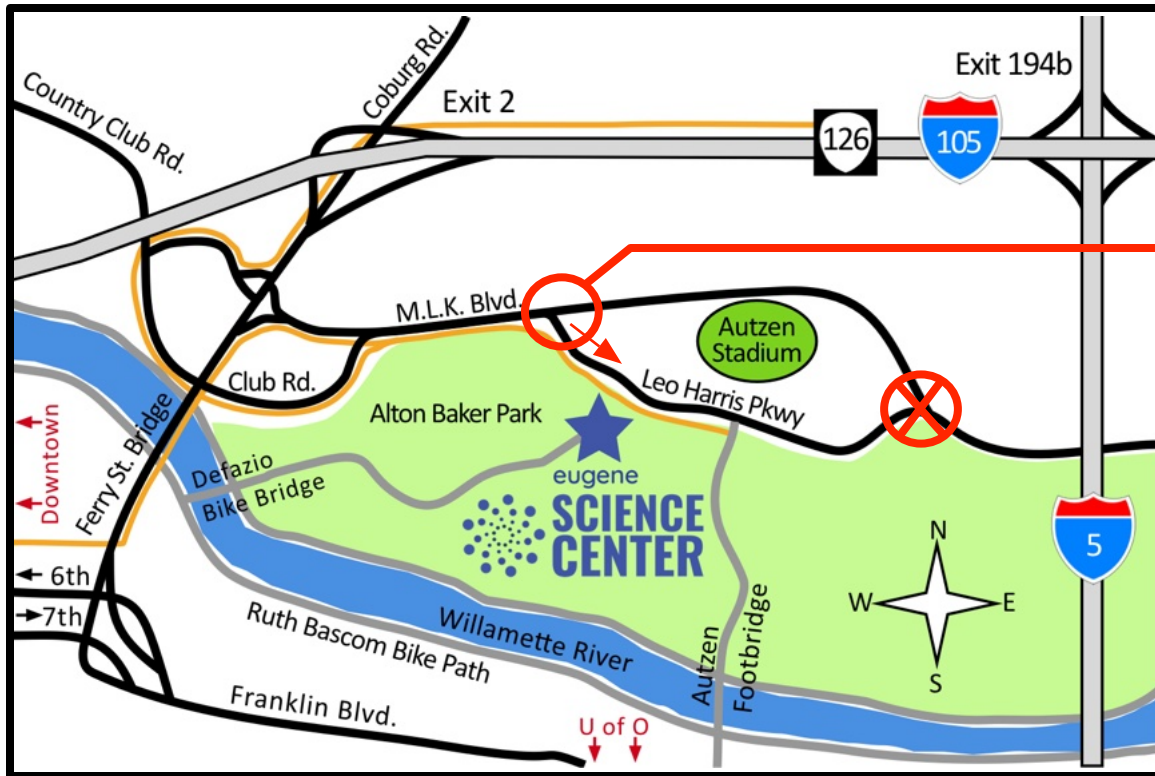 Country Club Rd.
Coburg Rd.
Exit 2
Exit 194b
126
105
M.L.K. Blvd.
Autzen
Stadium
Club Rd.
Leo Harris Pkwy
Alton Baker Park
Downtown
Ferry St. Bridge
Defazio
Bike Bridge
eugene
SCIENCE
CENTER
5
N
W
E
S
6th
7th
Ruth Bascom Bike Path
Willamette River
Autzen
Footbridge
Franklin Blvd.
U of O